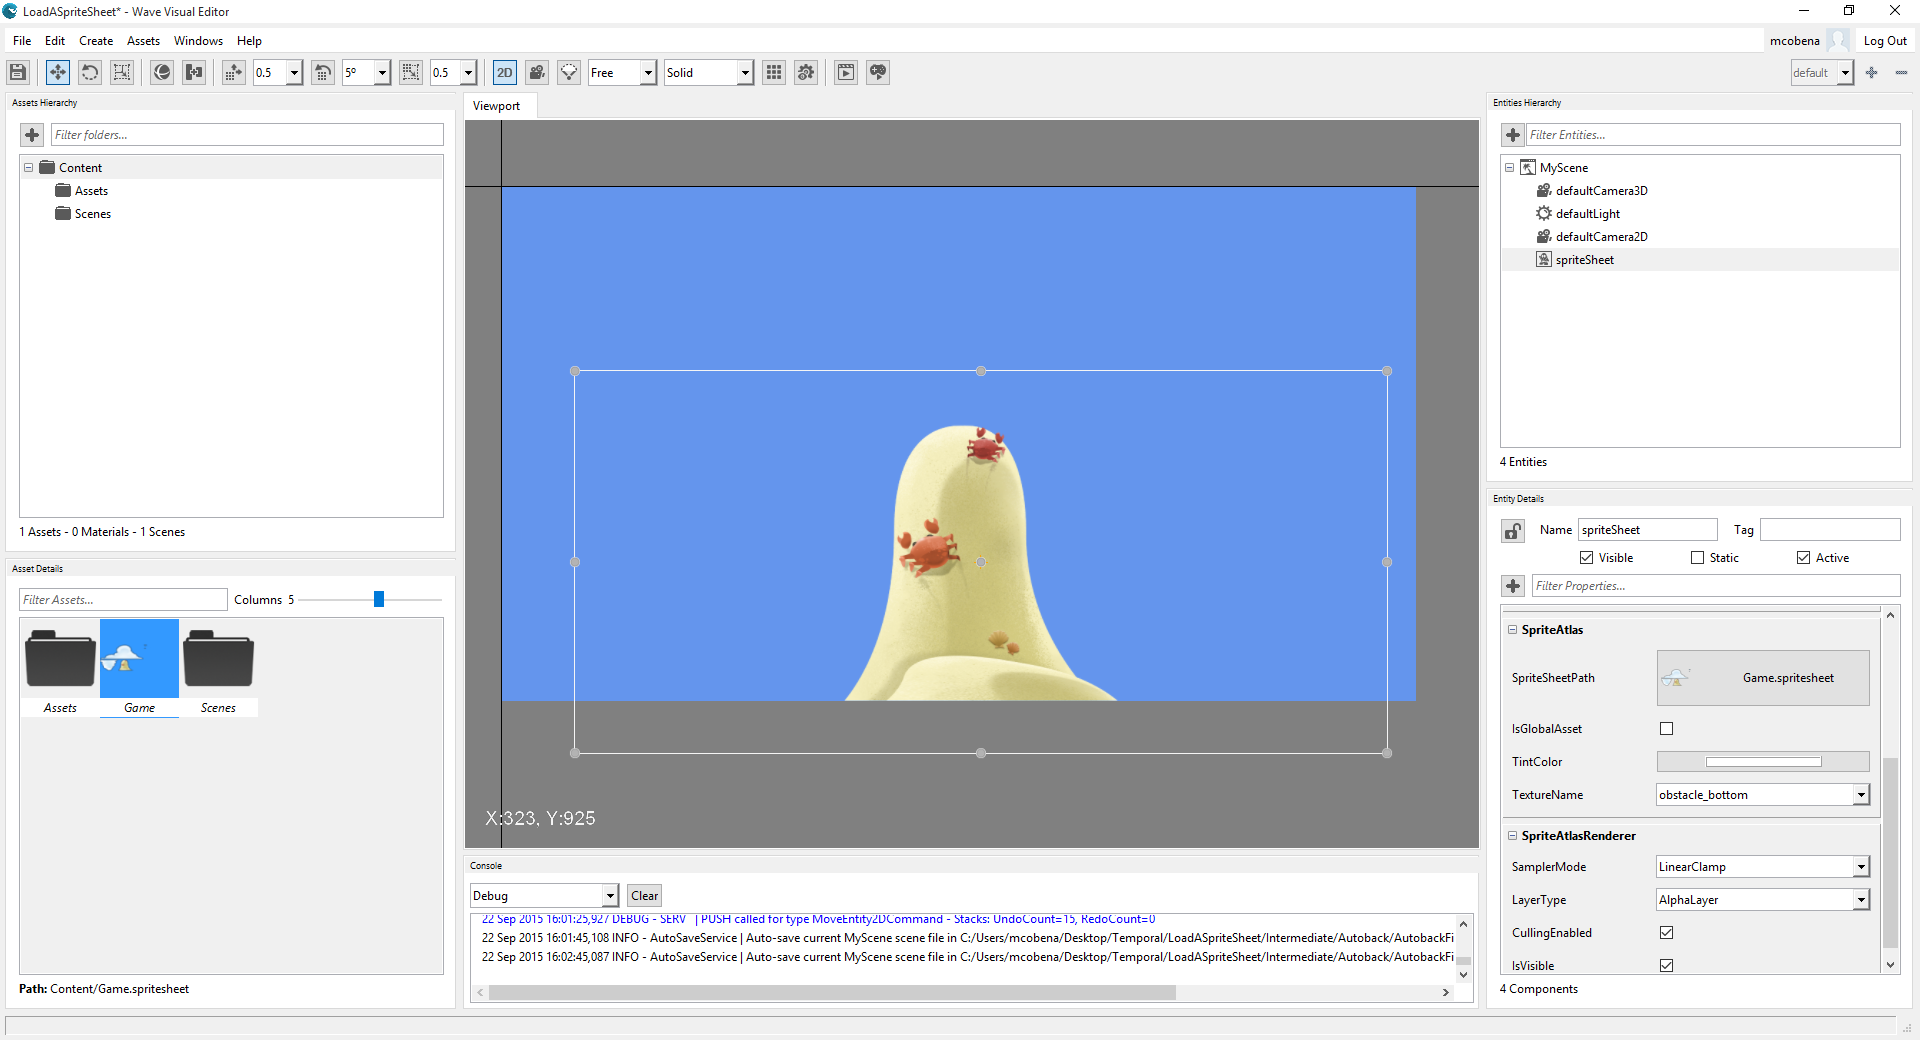 LoadASpriteSheet* - Wave Visual Editor
File Edit Create Assets Windows Help
mcobena Log Out
0.5 5º 0.5 2D Free Solid default
Assets Hierarchy
Filter folders...
Content
Assets
Scenes
1 Assets - 0 Materials - 1 Scenes
Asset Details
Filter Assets... Columns 5
Assets Game Scenes
Path: Content/Game.spritesheet
Viewport
X:323, Y:925
Console
Debug Clear
22 Sep 2015 16:01:25,927 DEBUG - SERV | PUSH called for type MoveEntity2DCommand - Stacks: UndoCount=15, RedoCount=0
22 Sep 2015 16:01:45,108 INFO - AutoSaveService | Auto-save current MyScene scene file in C:/Users/mcobena/Desktop/Temporal/LoadASpriteSheet/Intermediate/Autoback/AutobackFi
22 Sep 2015 16:02:45,087 INFO - AutoSaveService | Auto-save current MyScene scene file in C:/Users/mcobena/Desktop/Temporal/LoadASpriteSheet/Intermediate/Autoback/AutobackFi
Entities Hierarchy
Filter Entities...
MyScene
defaultCamera3D
defaultLight
defaultCamera2D
spriteSheet
4 Entities
Entity Details
Name spriteSheet Tag
Visible Static Active
Filter Properties...
SpriteAtlas
SpriteSheetPath Game.spritesheet
IsGlobalAsset
TintColor
TextureName obstacle_bottom
SpriteAtlasRenderer
SamplerMode LinearClamp
LayerType AlphaLayer
CullingEnabled
IsVisible
4 Components